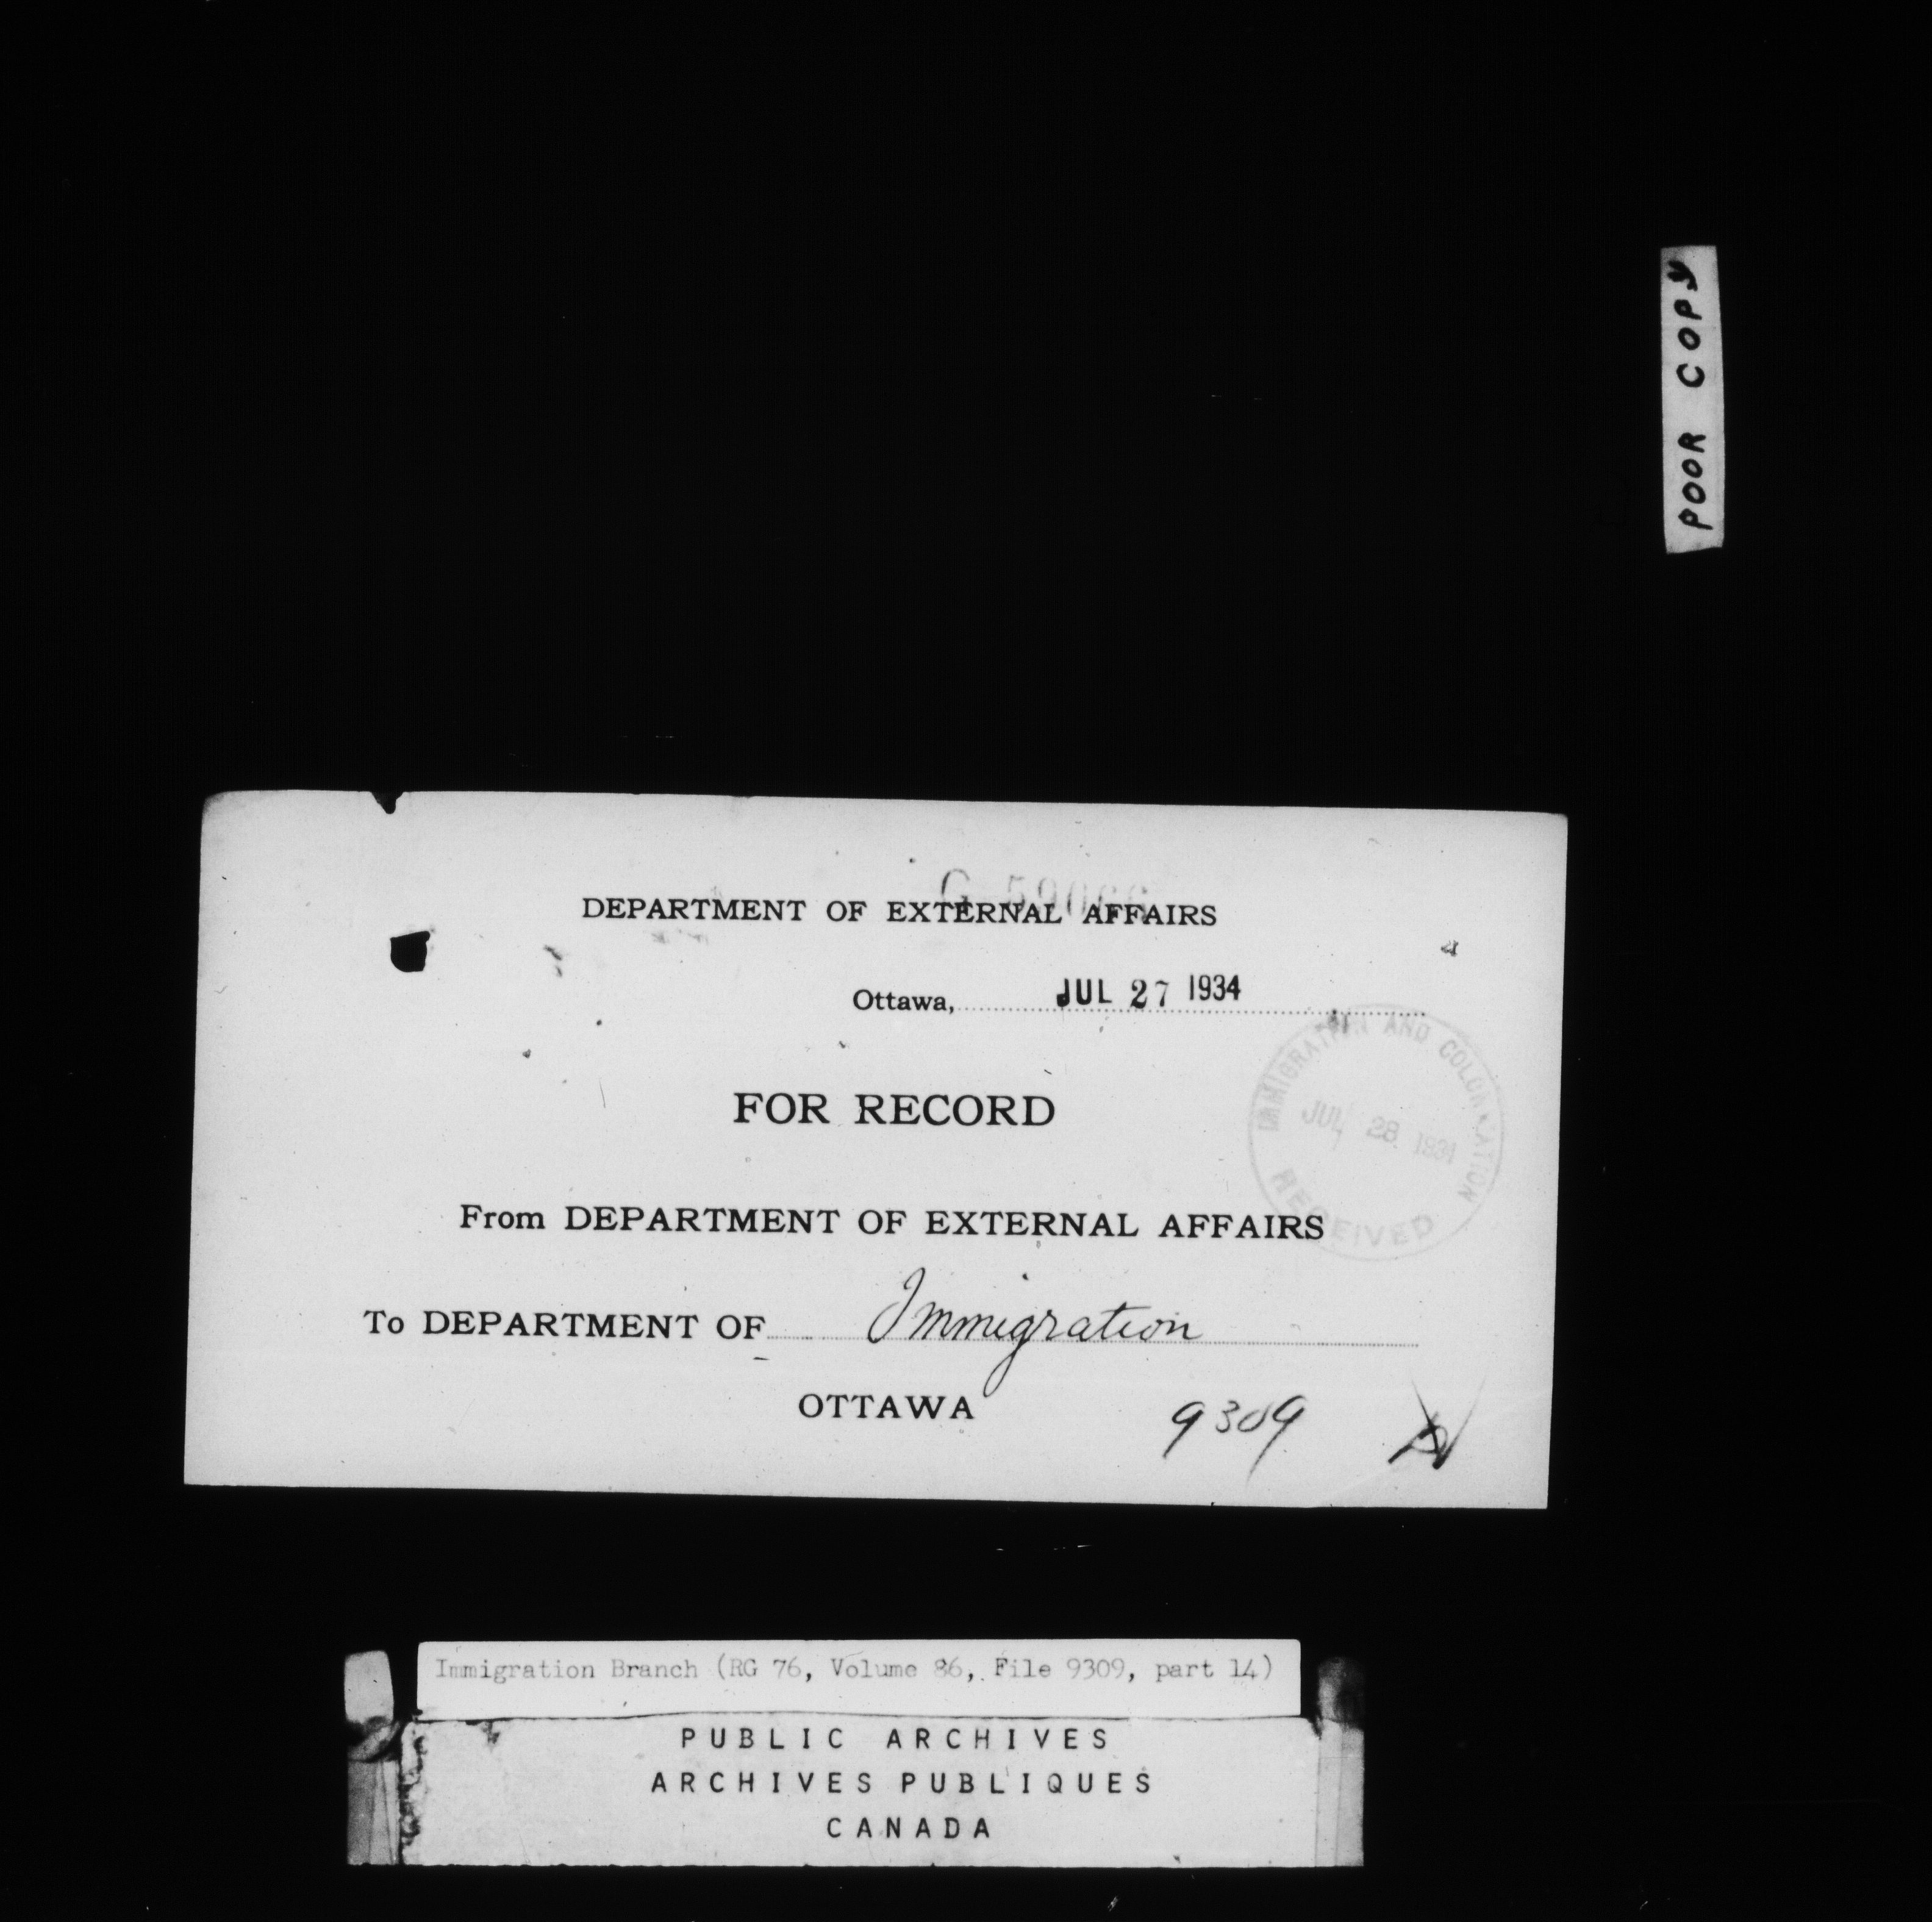 POOR COPY
G 59066
DEPARTMENT OF EXTERNAL AFFAIRS
Ottawa, JUL 27 1934
IMMIGRATION AND COLONIZATION
JUL 28 1934
RECEIVED
FOR RECORD
From DEPARTMENT OF EXTERNAL AFFAIRS
To DEPARTMENT OF Immigration
OTTAWA
9309
Immigration Branch (RG 76, Volume 86, File 9309, part 14)
PUBLIC ARCHIVES
ARCHIVES PUBLIQUES
CANADA